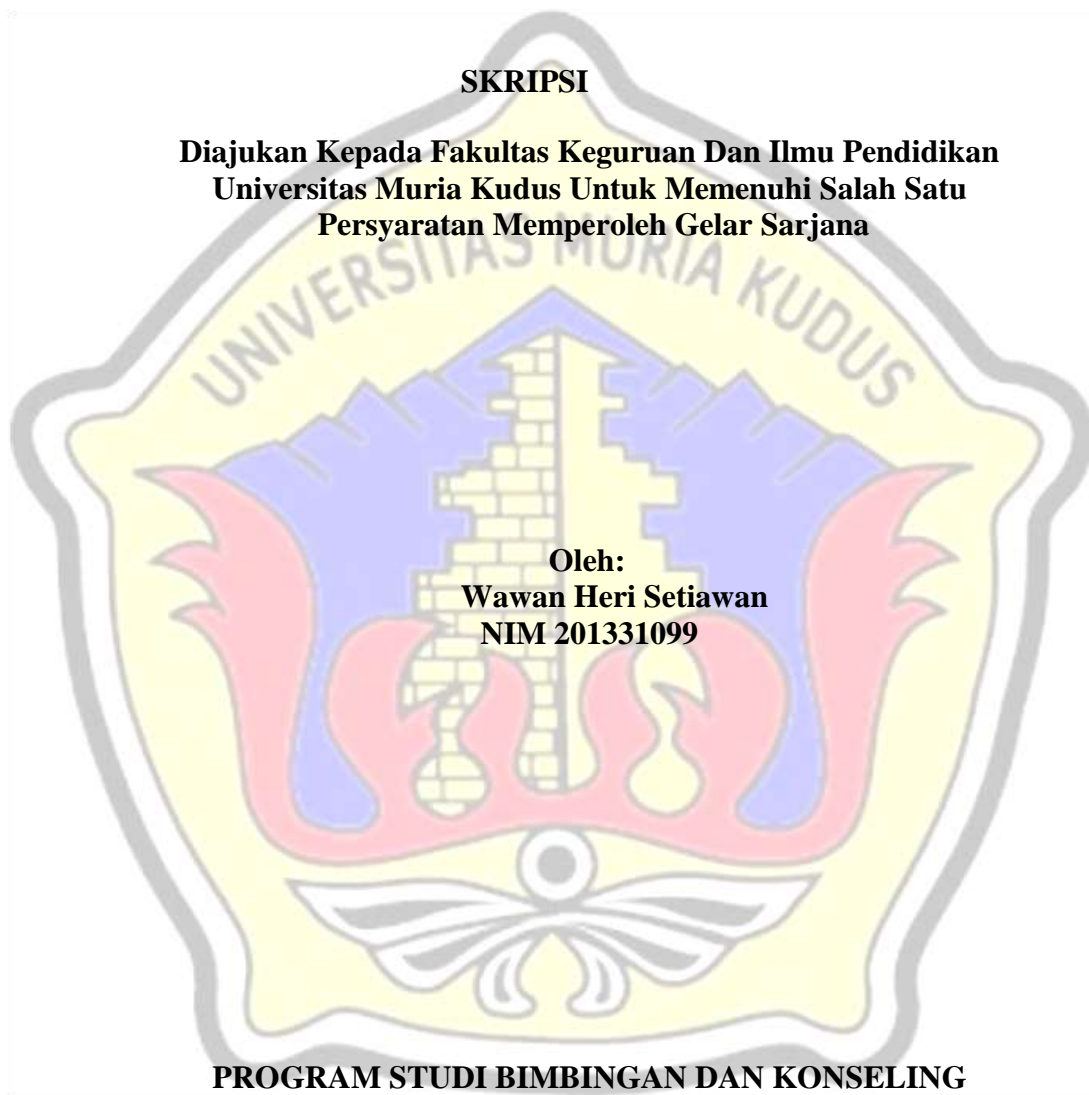 SKRIPSI
Diajukan Kepada Fakultas Keguruan Dan Ilmu Pendidikan
Universitas Muria Kudus Untuk Memenuhi Salah Satu
Persyaratan Memperoleh Gelar Sarjana
UNIVERSITAS MURIA KUDUS
Oleh:
Wawan Heri Setiawan
NIM 201331099
PROGRAM STUDI BIMBINGAN DAN KONSELING